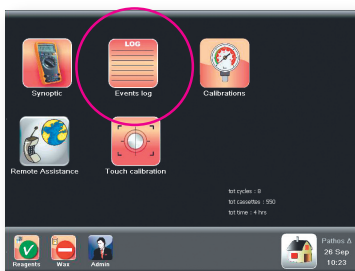 LOG
Synoptic
Events log
Calibrations
Remote Assistance
Touch calibration
tot cycles : 8
tot cassettes : 550
tot time : 4 hrs
Reagents
Wax
Admin
Pathos Δ
26 Sep
10:23